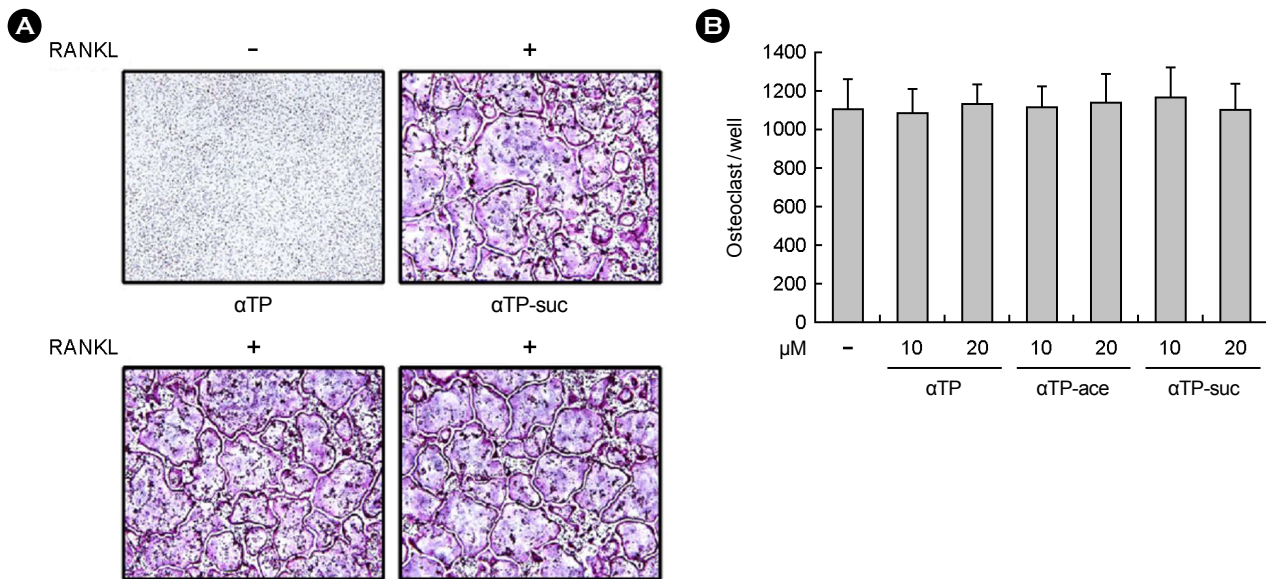 A
RANKL - +
αTP αTP-suc
RANKL + +
B
Osteoclast/well
1400
1200
1000
800
600
400
200
0
μM - 10 20 10 20 10 20
αTP αTP-ace αTP-suc